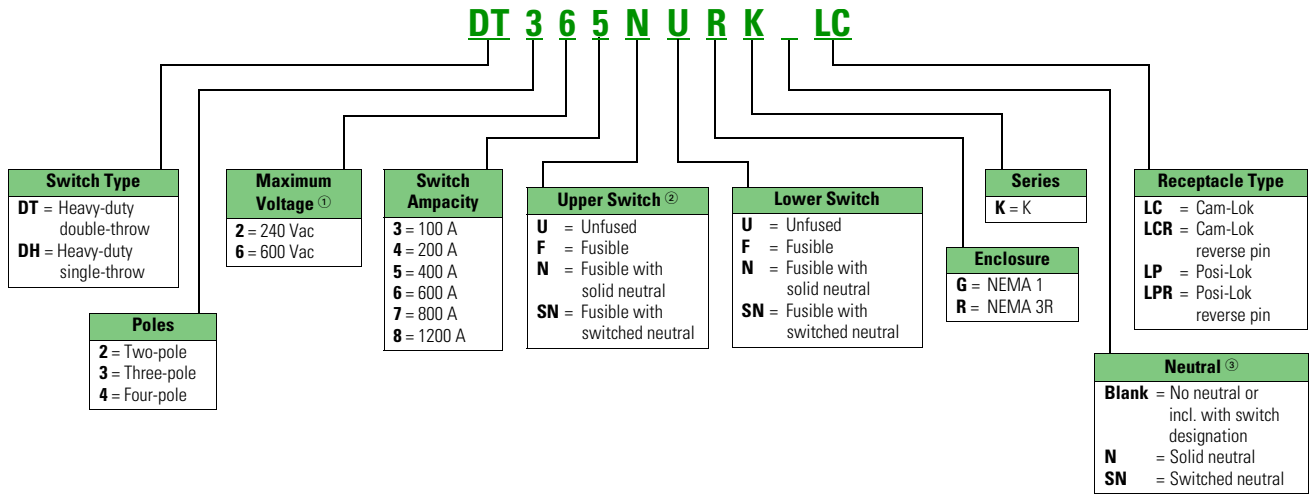 DT 3 6 5 N U R K _ LC
Switch Type
DT = Heavy-duty
double-throw
DH = Heavy-duty
single-throw
Poles
2 = Two-pole
3 = Three-pole
4 = Four-pole
Maximum
Voltage ①
2 = 240 Vac
6 = 600 Vac
Switch
Ampacity
3 = 100 A
4 = 200 A
5 = 400 A
6 = 600 A
7 = 800 A
8 = 1200 A
Upper Switch ②
U = Unfused
F = Fusible
N = Fusible with
solid neutral
SN = Fusible with
switched neutral
Lower Switch
U = Unfused
F = Fusible
N = Fusible with
solid neutral
SN = Fusible with
switched neutral
Enclosure
G = NEMA 1
R = NEMA 3R
Series
K = K
Neutral ③
Blank = No neutral or
incl. with switch
designation
N = Solid neutral
SN = Switched neutral
Receptacle Type
LC = Cam-Lok
LCR = Cam-Lok
reverse pin
LP = Posi-Lok
LPR = Posi-Lok
reverse pin